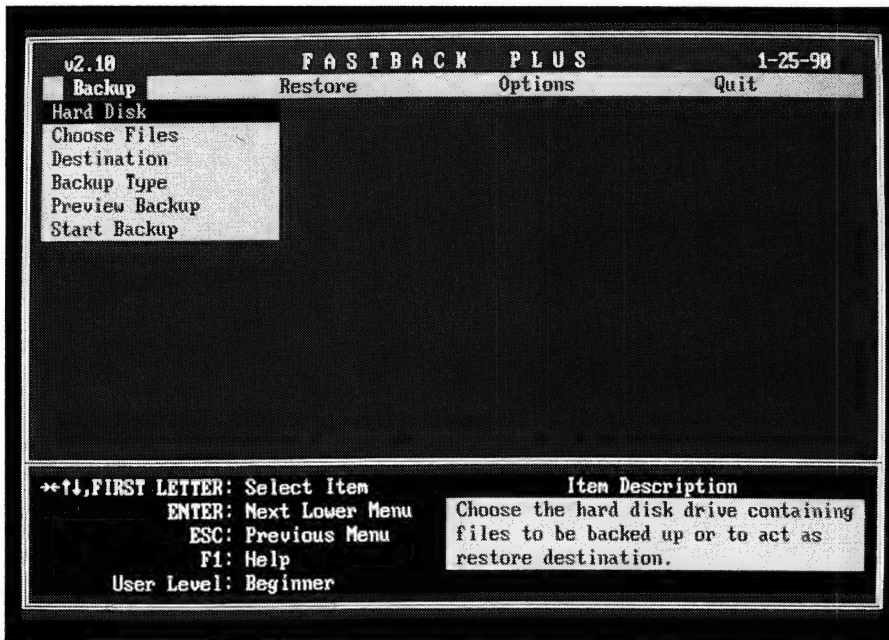 v2.10 F A S T B A C K P L U S 1-25-90
Backup Restore Options Quit
Hard Disk
Choose Files
Destination
Backup Type
Preview Backup
Start Backup
→←↑↓,FIRST LETTER: Select Item
ENTER: Next Lower Menu
ESC: Previous Menu
F1: Help
User Level: Beginner
Item Description
Choose the hard disk drive containing
files to be backed up or to act as
restore destination.